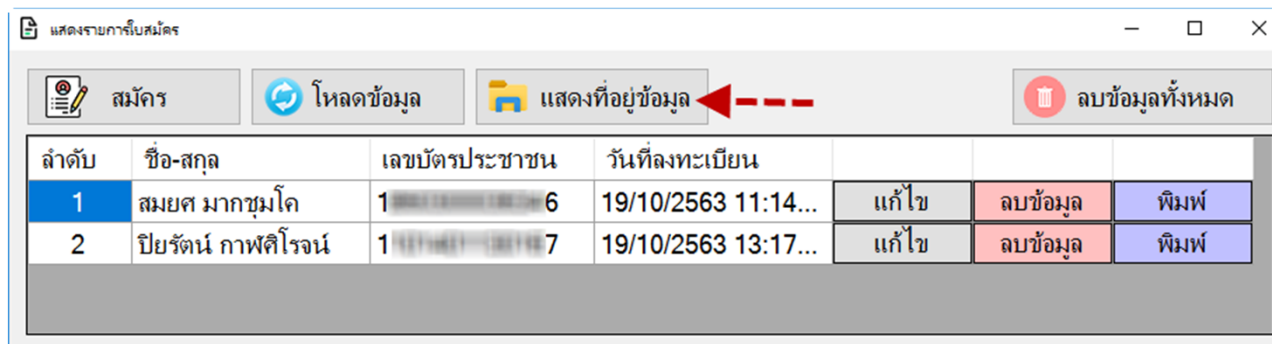 แสดงรายการใบสมัคร
สมัคร โหลดข้อมูล แสดงที่อยู่ข้อมูล ลบข้อมูลทั้งหมด
ลำดับ ชื่อ-สกุล เลขบัตรประชาชน วันที่ลงทะเบียน
1 สมยศ มากชุมโค 1 6 19/10/2563 11:14... แก้ไข ลบข้อมูล พิมพ์
2 ปิยรัตน์ กาฬศิโรจน์ 1 7 19/10/2563 13:17... แก้ไข ลบข้อมูล พิมพ์